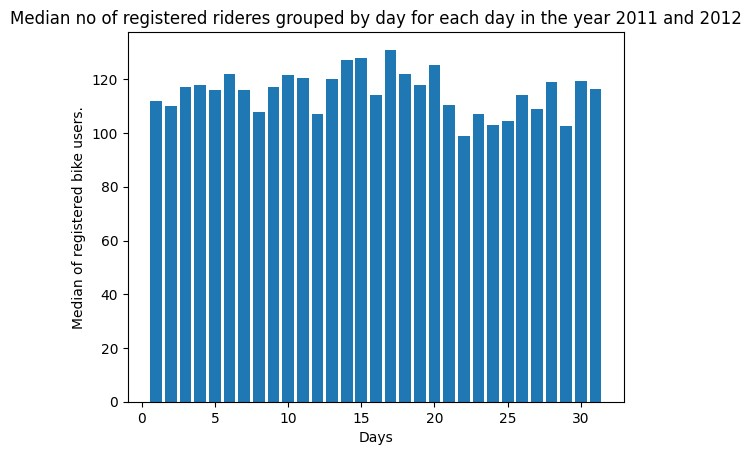 Median no of registered rideres grouped by day for each day in the year 2011 and 2012
Median of registered bike users.
120
100
80
60
40
20
0
0 5 10 15 20 25 30
Days